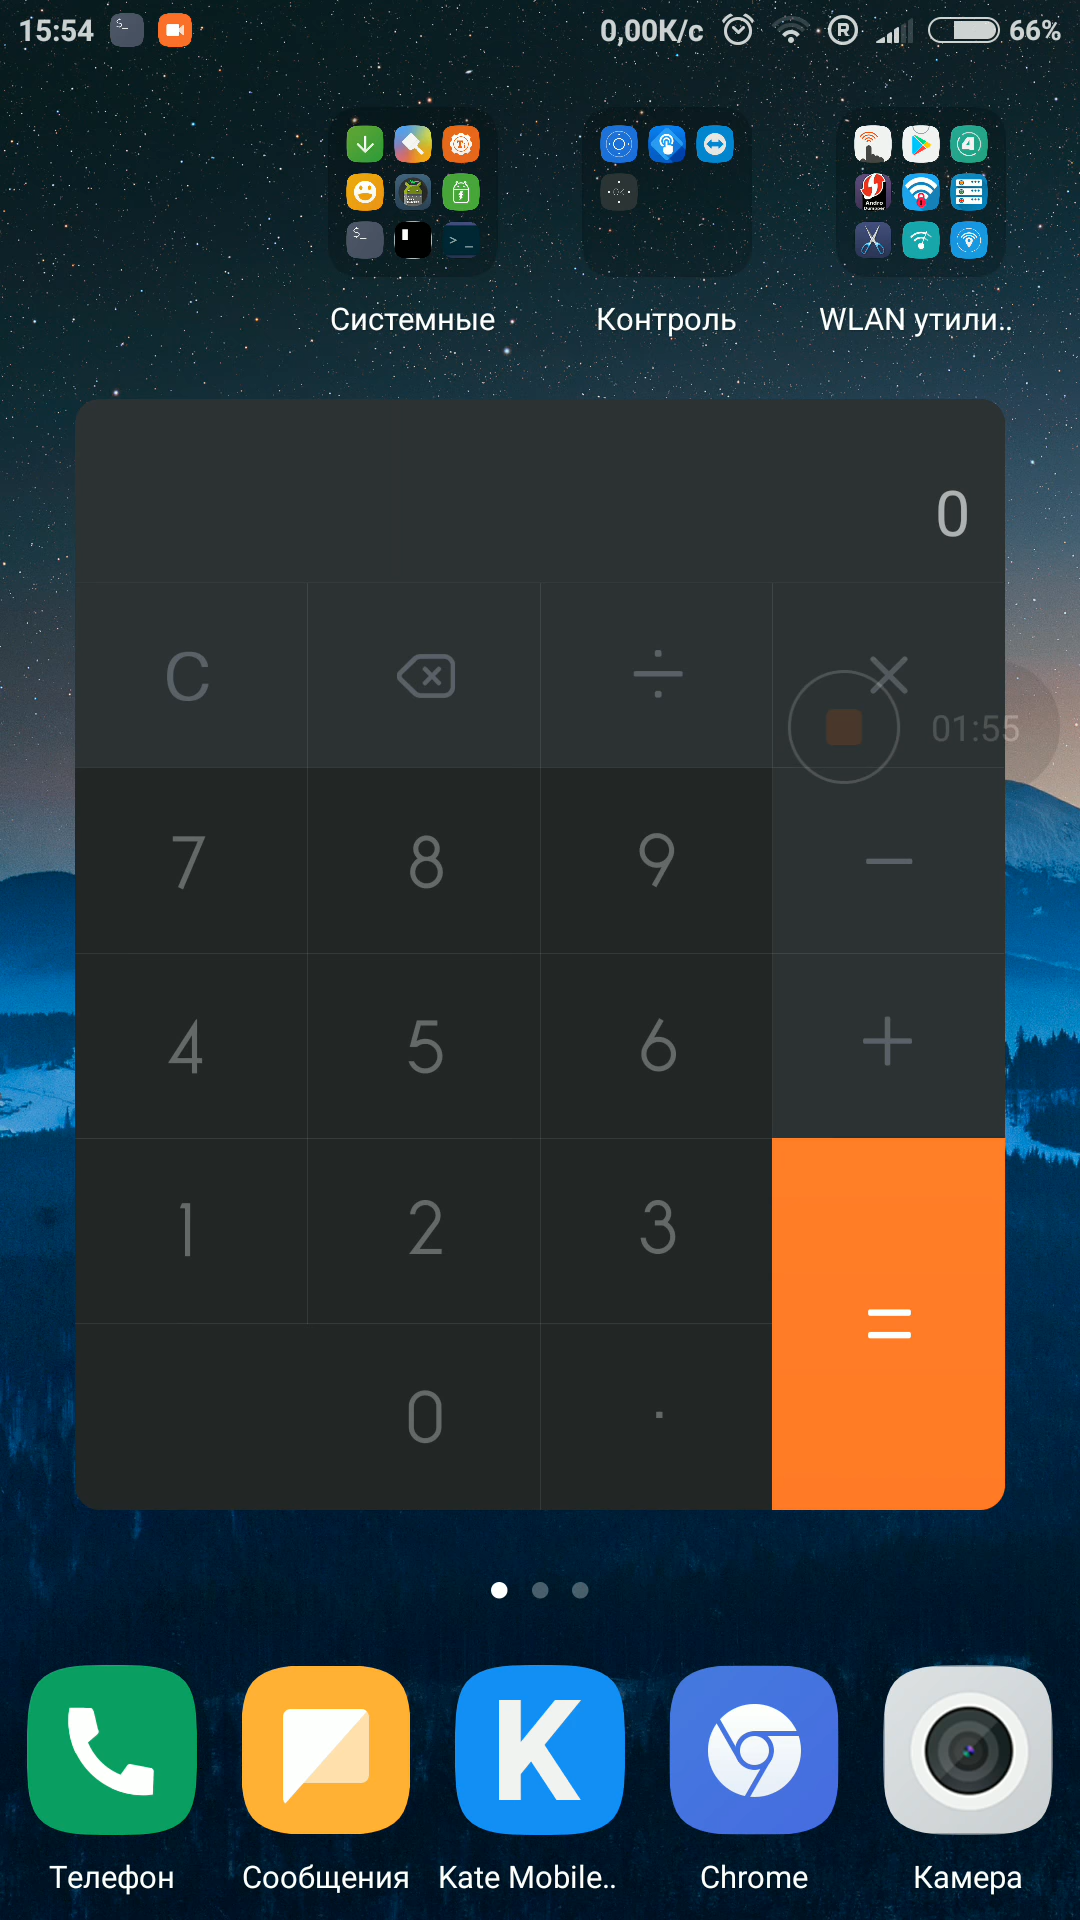 15:54 0,00К/с R 66%
Системные Контроль WLAN утили..
0
C ÷ ×
01:55
7 8 9 −
4 5 6 +
1 2 3 =
0 .
K
Телефон Сообщения Kate Mobile.. Chrome Камера